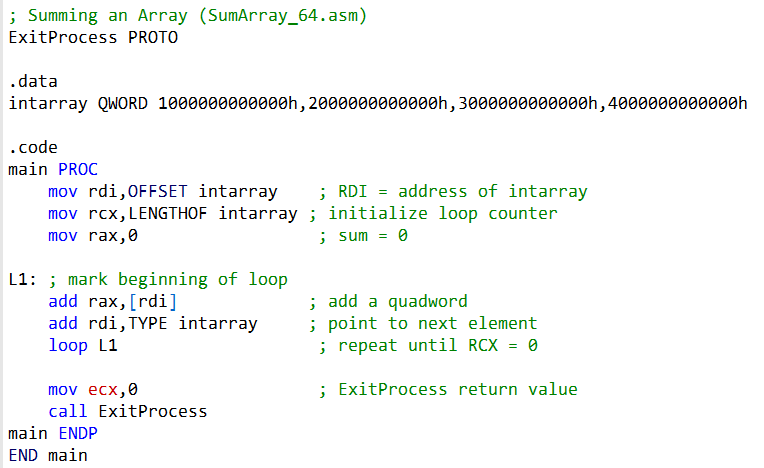 ; Summing an Array (SumArray_64.asm)
ExitProcess PROTO
.data
intarray QWORD 1000000000000h,2000000000000h,3000000000000h,4000000000000h
.code
main PROC
mov rdi,OFFSET intarray ; RDI = address of intarray
mov rcx,LENGTHOF intarray ; initialize loop counter
mov rax,0 ; sum = 0
L1: ; mark beginning of loop
add rax,[rdi] ; add a quadword
add rdi,TYPE intarray ; point to next element
loop L1 ; repeat until RCX = 0
mov ecx,0 ; ExitProcess return value
call ExitProcess
main ENDP
END main